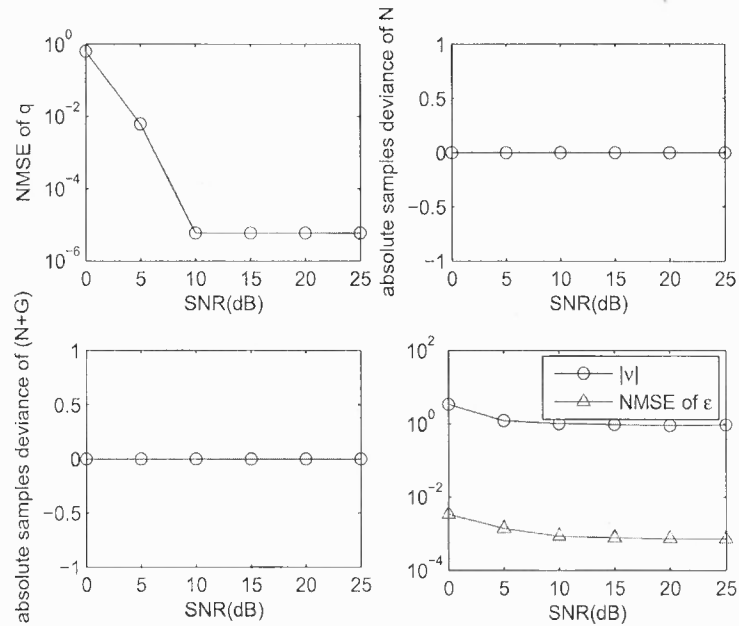 NMSE of q
10^0
10^-2
10^-4
10^-6
0 5 10 15 20 25
SNR(dB)
absolute samples deviance of N
1
0.5
0
−0.5
−1
0 5 10 15 20 25
SNR(dB)
absolute samples deviance of (N+G)
1
0.5
0
−0.5
−1
0 5 10 15 20 25
SNR(dB)
10^2
10^0
10^-2
10^-4
|ν|
NMSE of ε
0 5 10 15 20 25
SNR(dB)